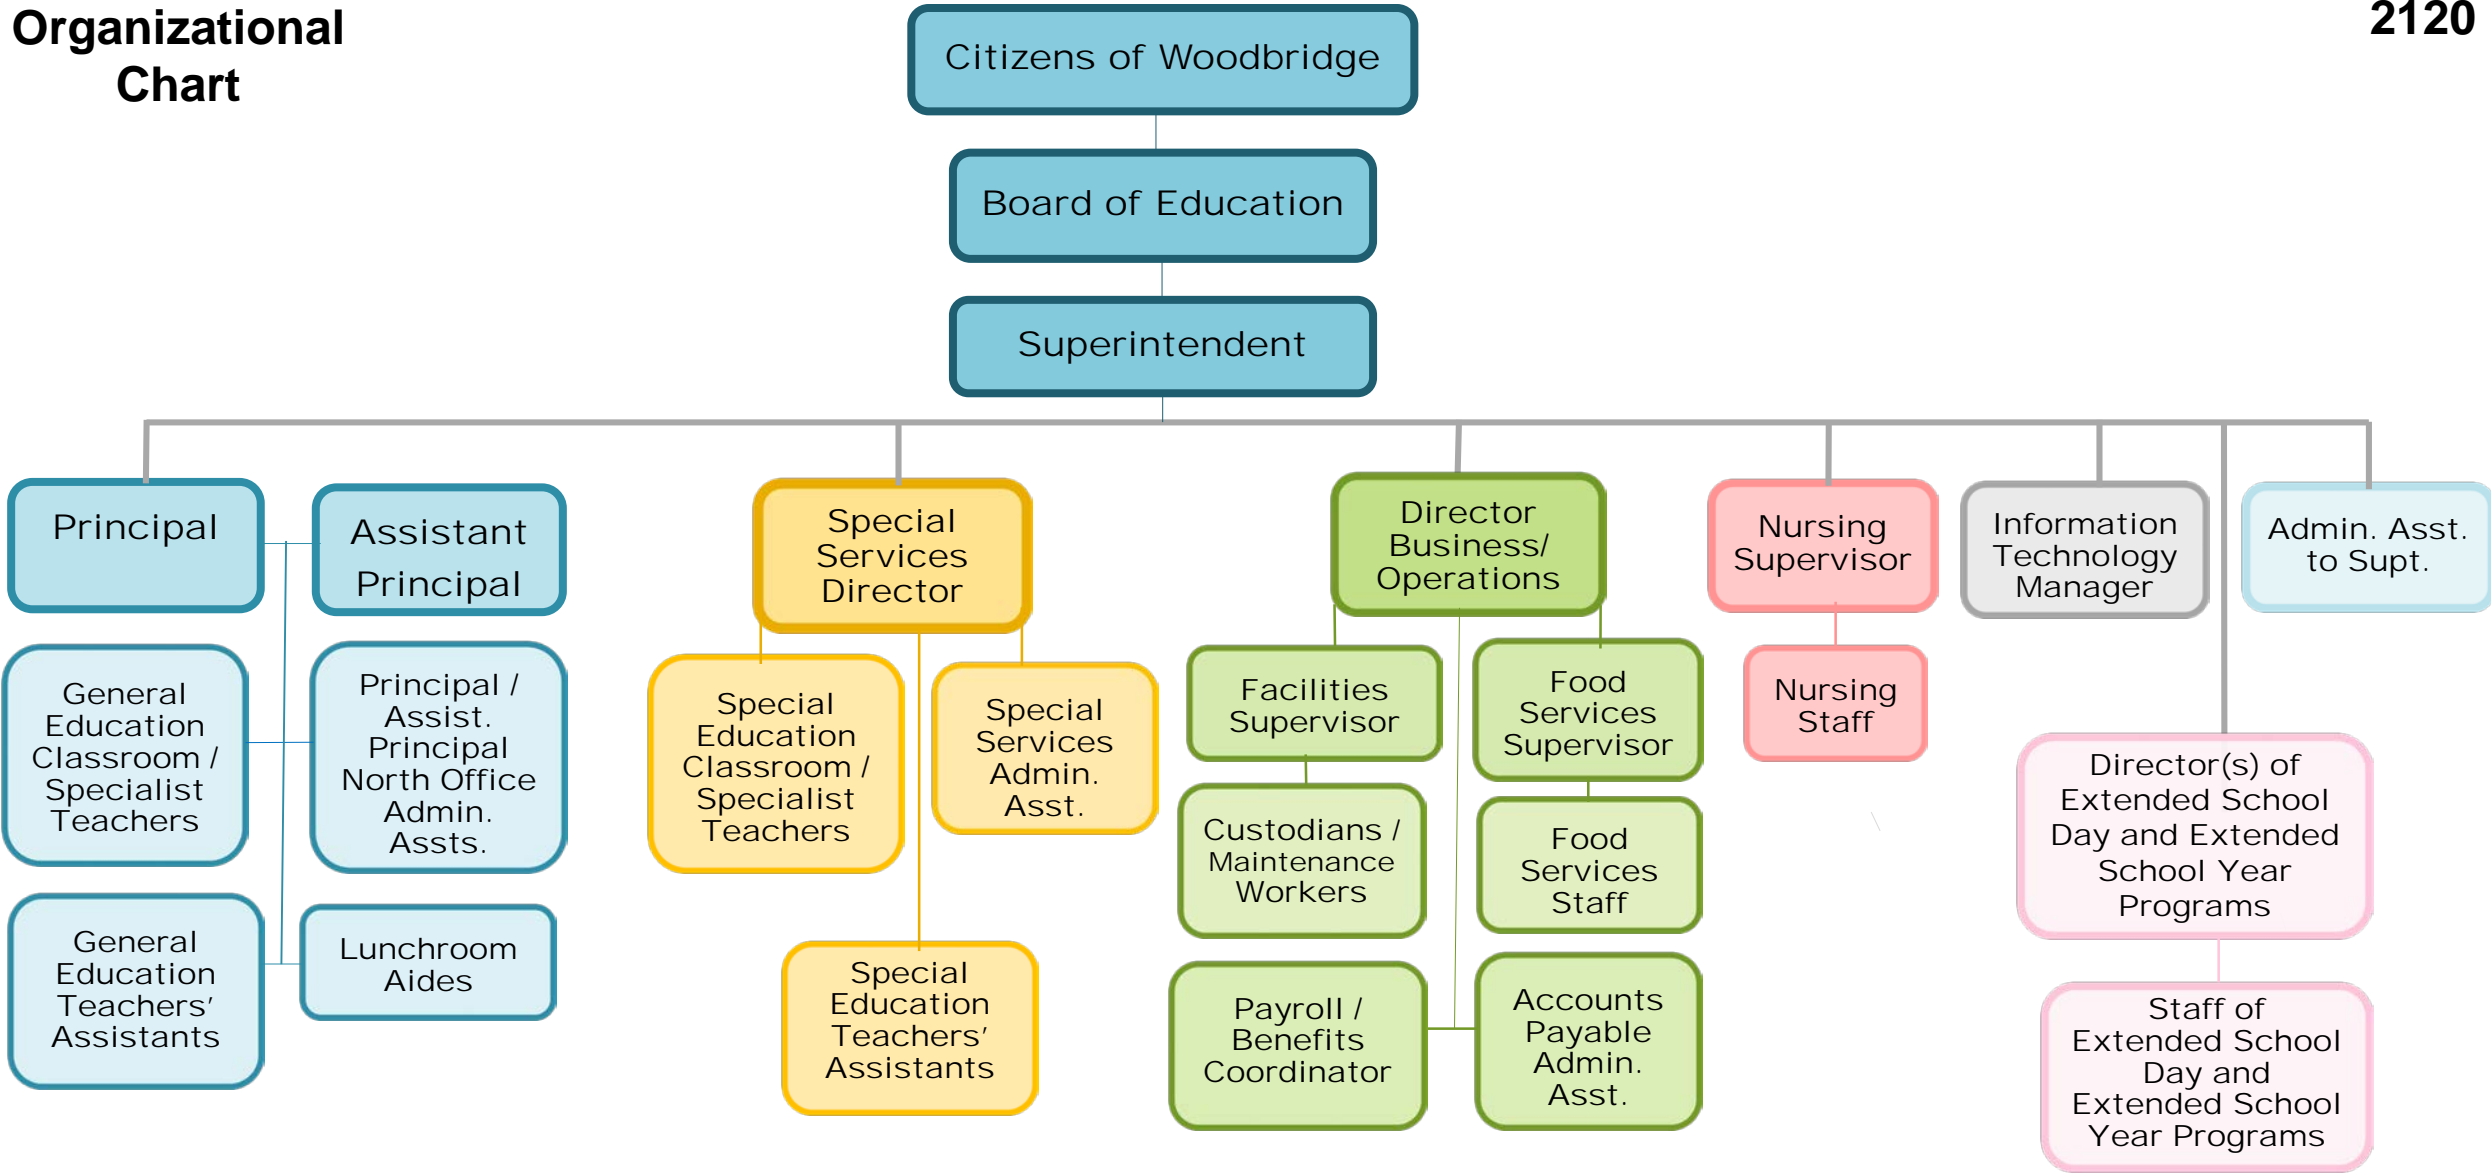 Organizational
Chart
2120
Citizens of Woodbridge
Board of Education
Superintendent
Principal
Assistant
Principal
Special
Services
Director
Director
Business/
Operations
Nursing
Supervisor
Information
Technology
Manager
Admin. Asst.
to Supt.
General
Education
Classroom /
Specialist
Teachers
Principal /
Assist.
Principal
North Office
Admin.
Assts.
Special
Education
Classroom /
Specialist
Teachers
Special
Services
Admin.
Asst.
Facilities
Supervisor
Food
Services
Supervisor
Nursing
Staff
Custodians /
Maintenance
Workers
Food
Services
Staff
Director(s) of
Extended School
Day and Extended
School Year
Programs
General
Education
Teachers'
Assistants
Lunchroom
Aides
Special
Education
Teachers'
Assistants
Payroll /
Benefits
Coordinator
Accounts
Payable
Admin.
Asst.
Staff of
Extended School
Day and
Extended School
Year Programs